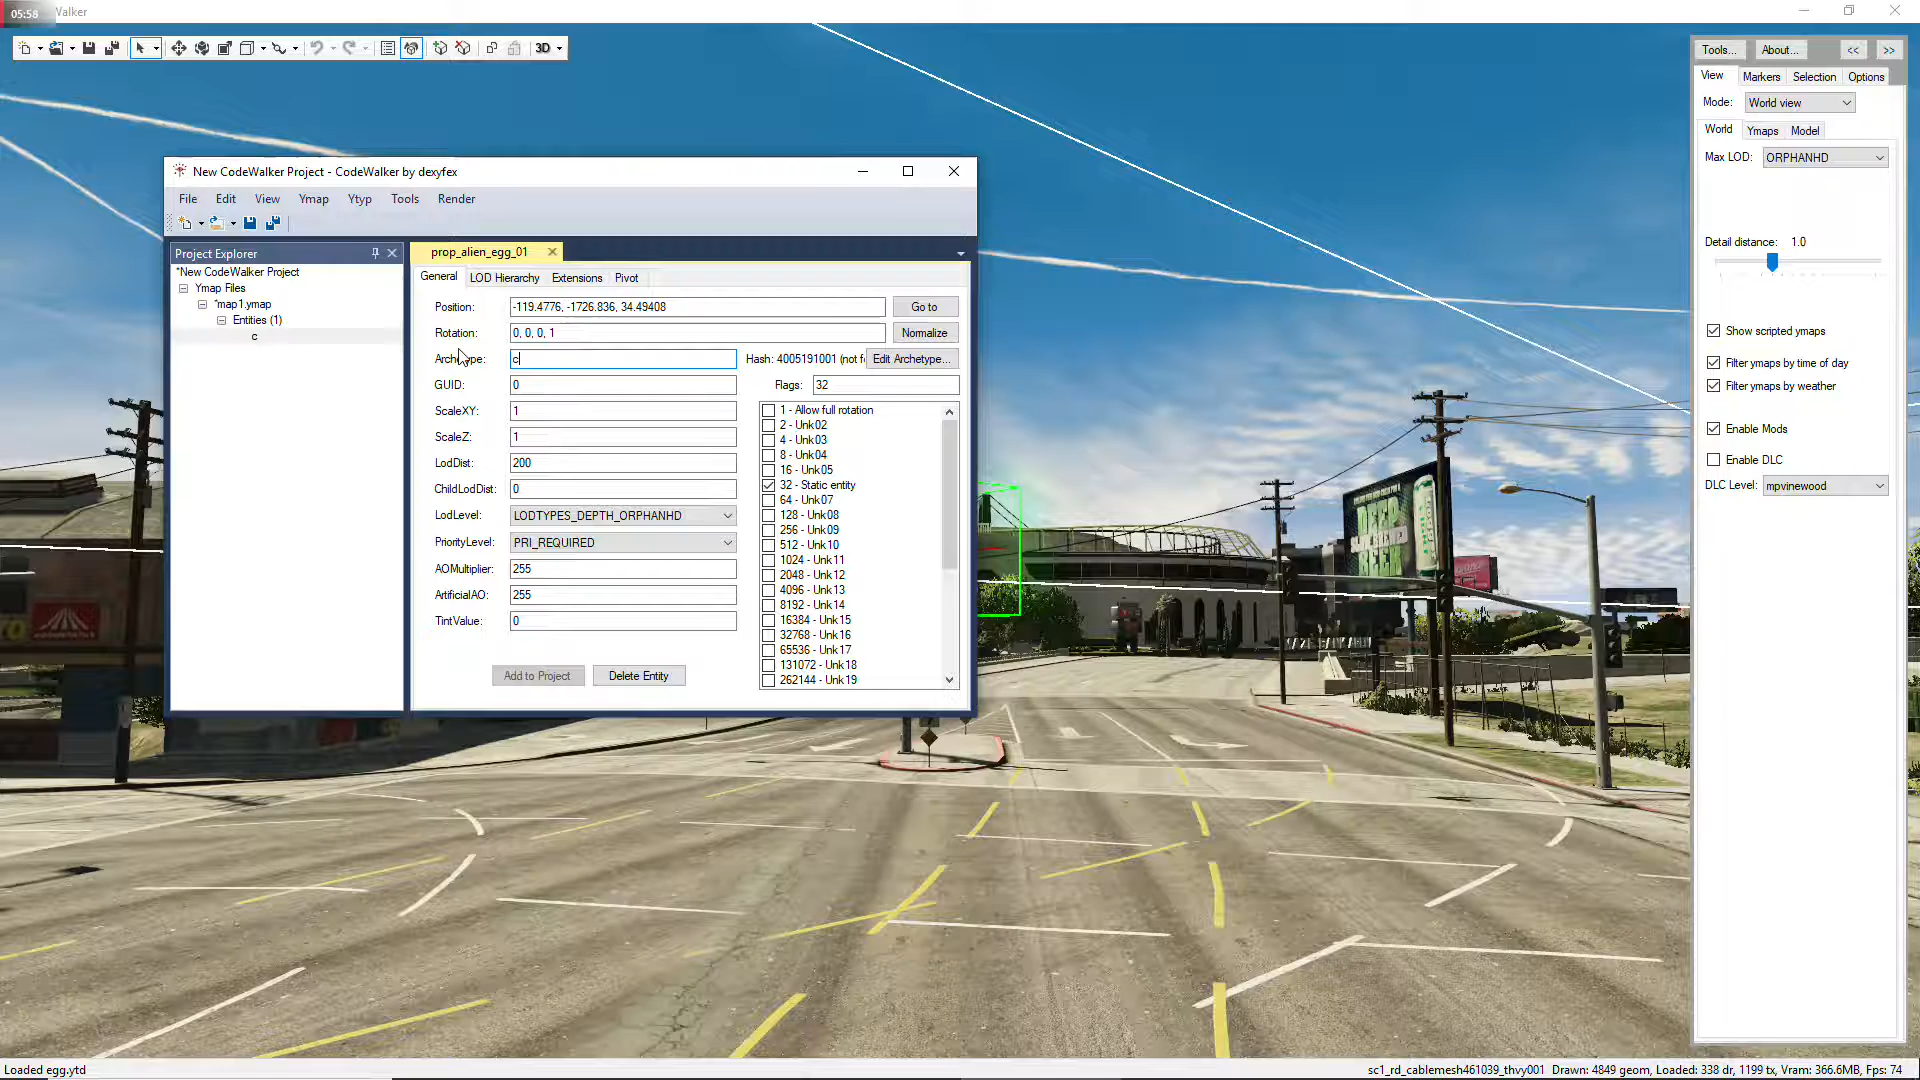 05:58
Valker
3D
Tools...
About...
<<
>>
View
Markers
Selection
Options
Mode:
World view
World
Ymaps
Model
Max LOD:
ORPHANHD
Detail distance:
1.0
Show scripted ymaps
Filter ymaps by time of day
Filter ymaps by weather
Enable Mods
Enable DLC
DLC Level:
mpvinewood
New CodeWalker Project - CodeWalker by dexyfex
File
Edit
View
Ymap
Ytyp
Tools
Render
Project Explorer
*New CodeWalker Project
Ymap Files
*map1.ymap
Entities (1)
c
prop_alien_egg_01
General
LOD Hierarchy
Extensions
Pivot
Position:
-119.4776, -1726.836, 34.49408
Go to
Rotation:
0, 0, 0, 1
Normalize
Archetype:
c
Hash: 4005191001 (not f
Edit Archetype...
GUID:
0
Flags:
32
ScaleXY:
1
ScaleZ:
1
LodDist:
200
ChildLodDist:
0
LodLevel:
LODTYPES_DEPTH_ORPHANHD
PriorityLevel:
PRI_REQUIRED
AOMultiplier:
255
ArtificialAO:
255
TintValue:
0
1 - Allow full rotation
2 - Unk02
4 - Unk03
8 - Unk04
16 - Unk05
32 - Static entity
64 - Unk07
128 - Unk08
256 - Unk09
512 - Unk10
1024 - Unk11
2048 - Unk12
4096 - Unk13
8192 - Unk14
16384 - Unk15
32768 - Unk16
65536 - Unk17
131072 - Unk18
262144 - Unk19
Add to Project
Delete Entity
BEER
Loaded egg.ytd
sc1_rd_cablemesh461039_thvy001
Drawn: 4849 geom, Loaded: 338 dr, 1199 tx, Vram: 366.6MB, Fps: 74